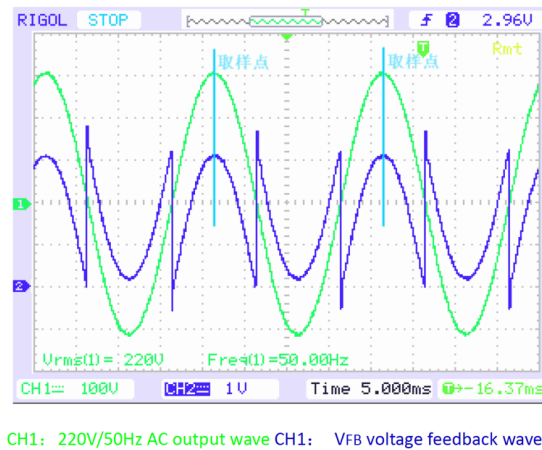 RIGOL STOP 2 2.96V
T
T
Rmt
取样点 取样点
1
2
Vrms(1)= 220V Freq(1)=50.00Hz
CH1 100V CH2 1V Time 5.000ms T→-16.37ms
CH1：220V/50Hz AC output wave CH1： VFB voltage feedback wave